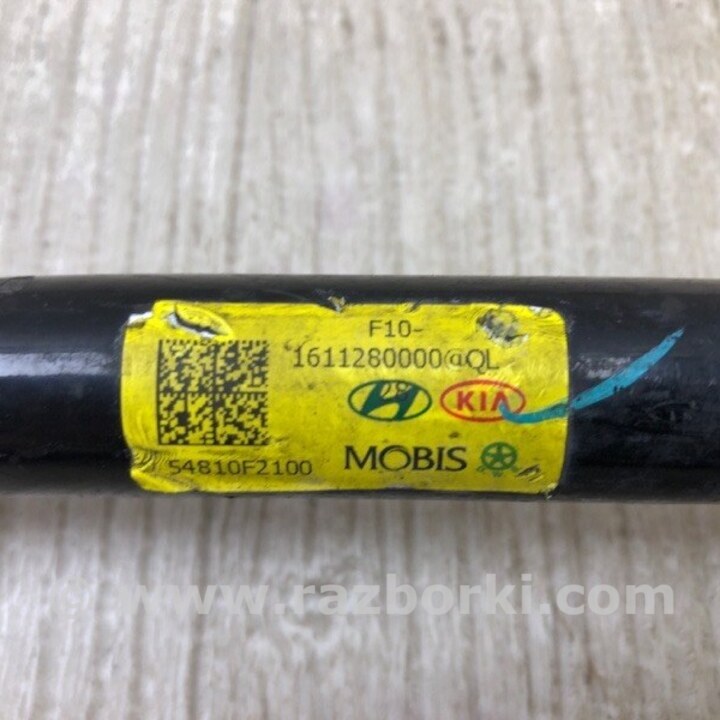 F10-
1611280000@QL
KIA
54810F2100
MOBIS
www.razborki.com